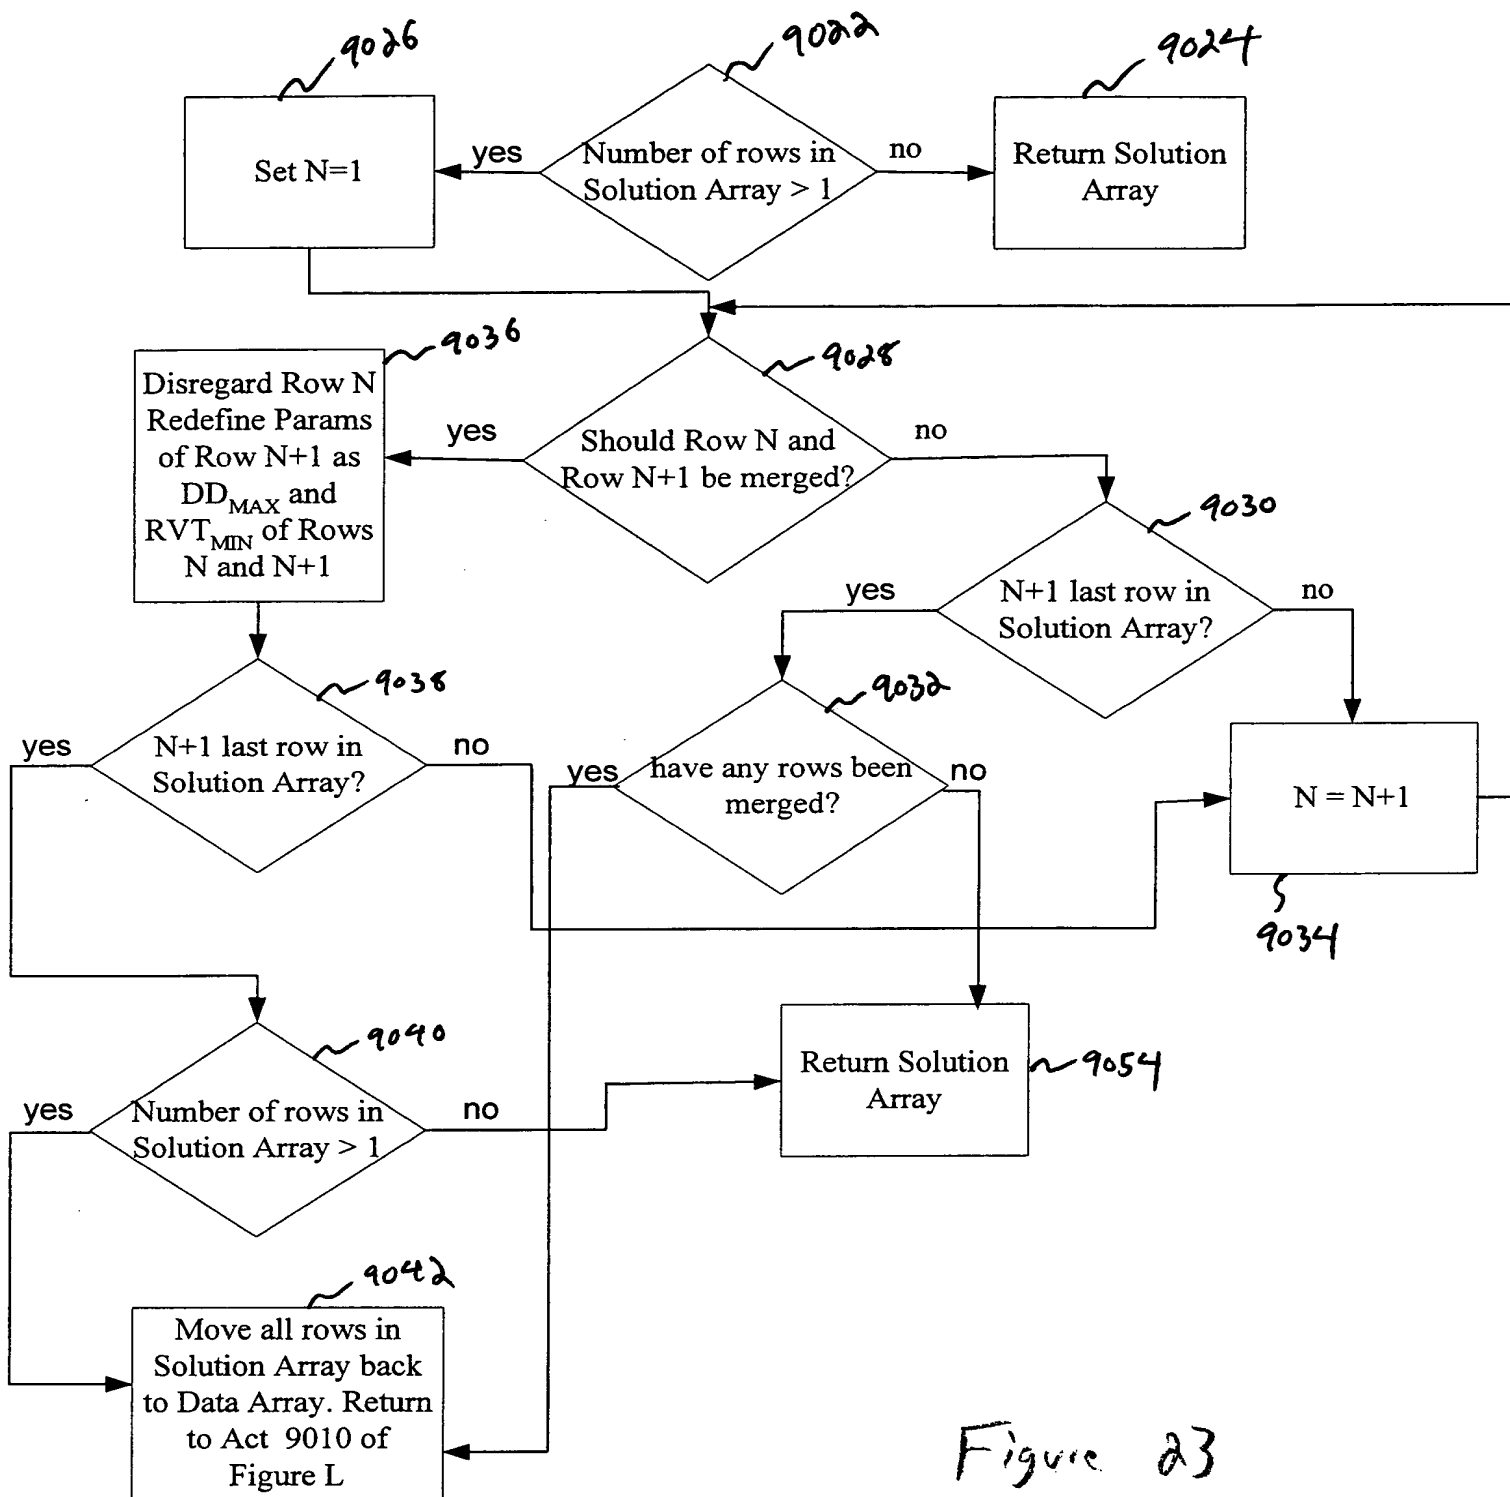 9026
9022
9024
Set N=1
yes
Number of rows in
Solution Array > 1
no
Return Solution
Array
9036
9028
Disregard Row N
Redefine Params
of Row N+1 as
DDMAX and
RVTMIN of Rows
N and N+1
yes
Should Row N and
Row N+1 be merged?
no
9030
yes
N+1 last row in
Solution Array?
no
9038
9032
yes
N+1 last row in
Solution Array?
no
yes
have any rows been
merged?
no
N = N+1
9034
9040
yes
Number of rows in
Solution Array > 1
no
Return Solution
Array
9054
9042
Move all rows in
Solution Array back
to Data Array. Return
to Act 9010 of
Figure L
Figure 23